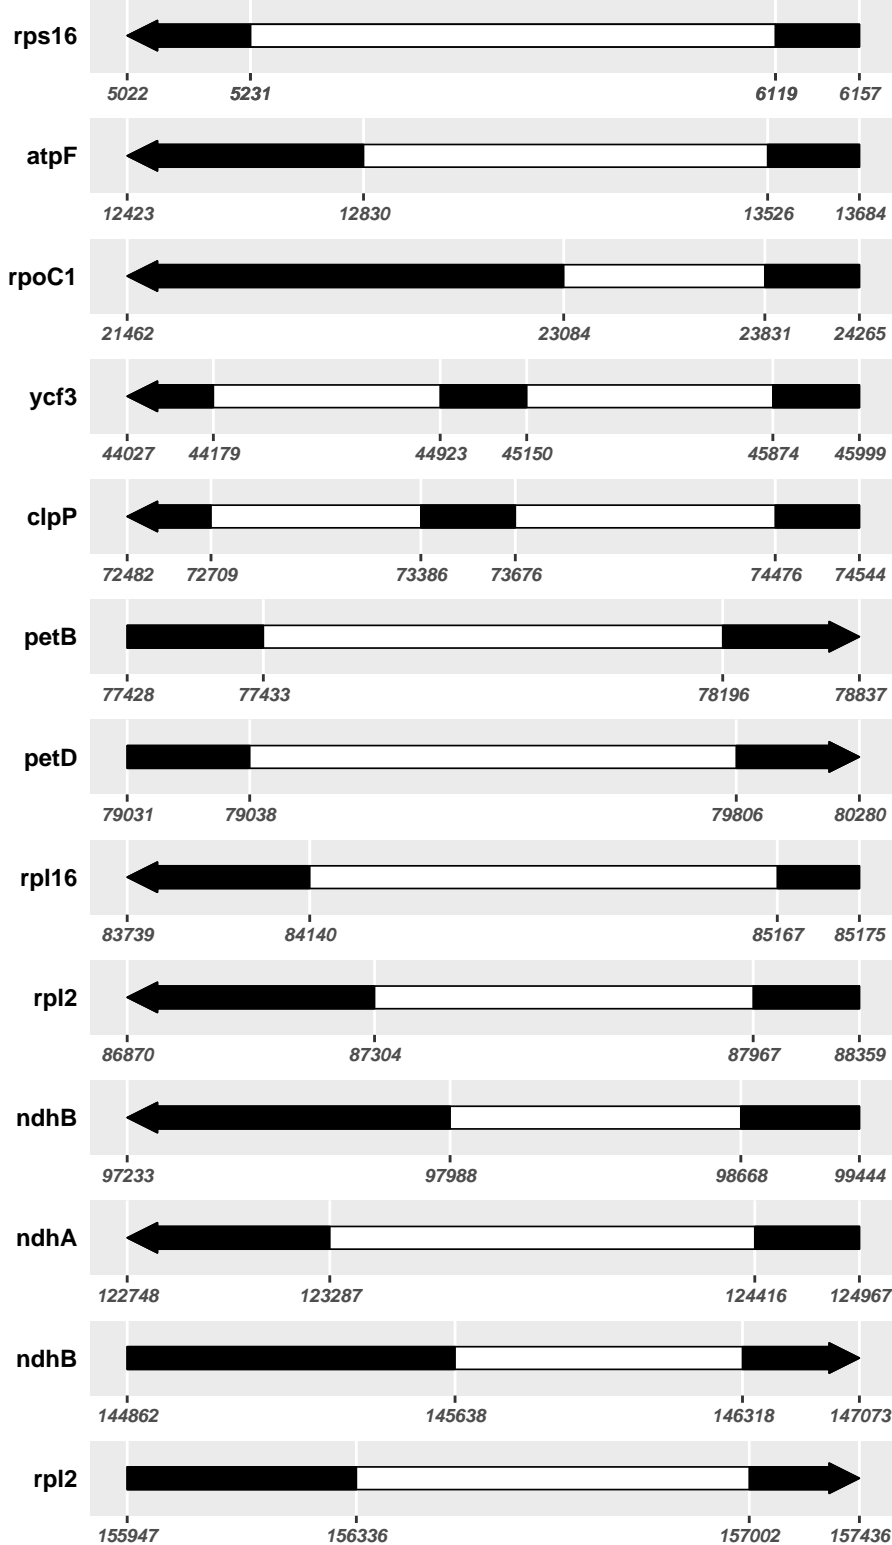 rps16
5022 5231 6119 6157
atpF
12423 12830 13526 13684
rpoC1
21462 23084 23831 24265
ycf3
44027 44179 44923 45150 45874 45999
clpP
72482 72709 73386 73676 74476 74544
petB
77428 77433 78196 78837
petD
79031 79038 79806 80280
rpl16
83739 84140 85167 85175
rpl2
86870 87304 87967 88359
ndhB
97233 97988 98668 99444
ndhA
122748 123287 124416 124967
ndhB
144862 145638 146318 147073
rpl2
155947 156336 157002 157436